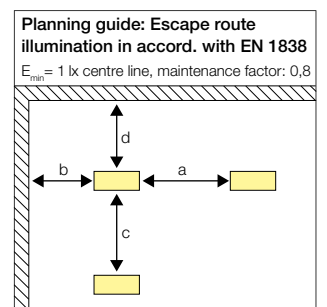 Planning guide: Escape route
illumination in accord. with EN 1838
Emin= 1 lx centre line, maintenance factor: 0,8
d
b
a
c